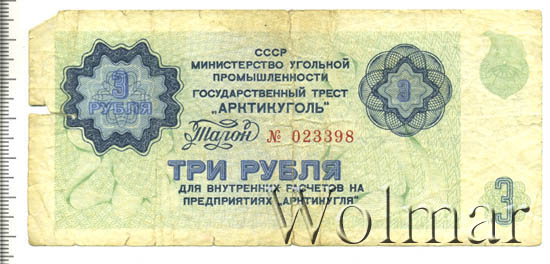 СССР
МИНИСТЕРСТВО УГОЛЬНОЙ
ПРОМЫШЛЕННОСТИ
ГОСУДАРСТВЕННЫЙ ТРЕСТ
„АРКТИКУГОЛЬ"
3
РУБЛЯ
3
Талон № 023398
ТРИ РУБЛЯ
ДЛЯ ВНУТРЕННИХ РАСЧЕТОВ НА
ПРЕДПРИЯТИЯХ „АРКТИКУГЛЯ"
3
Wolmar